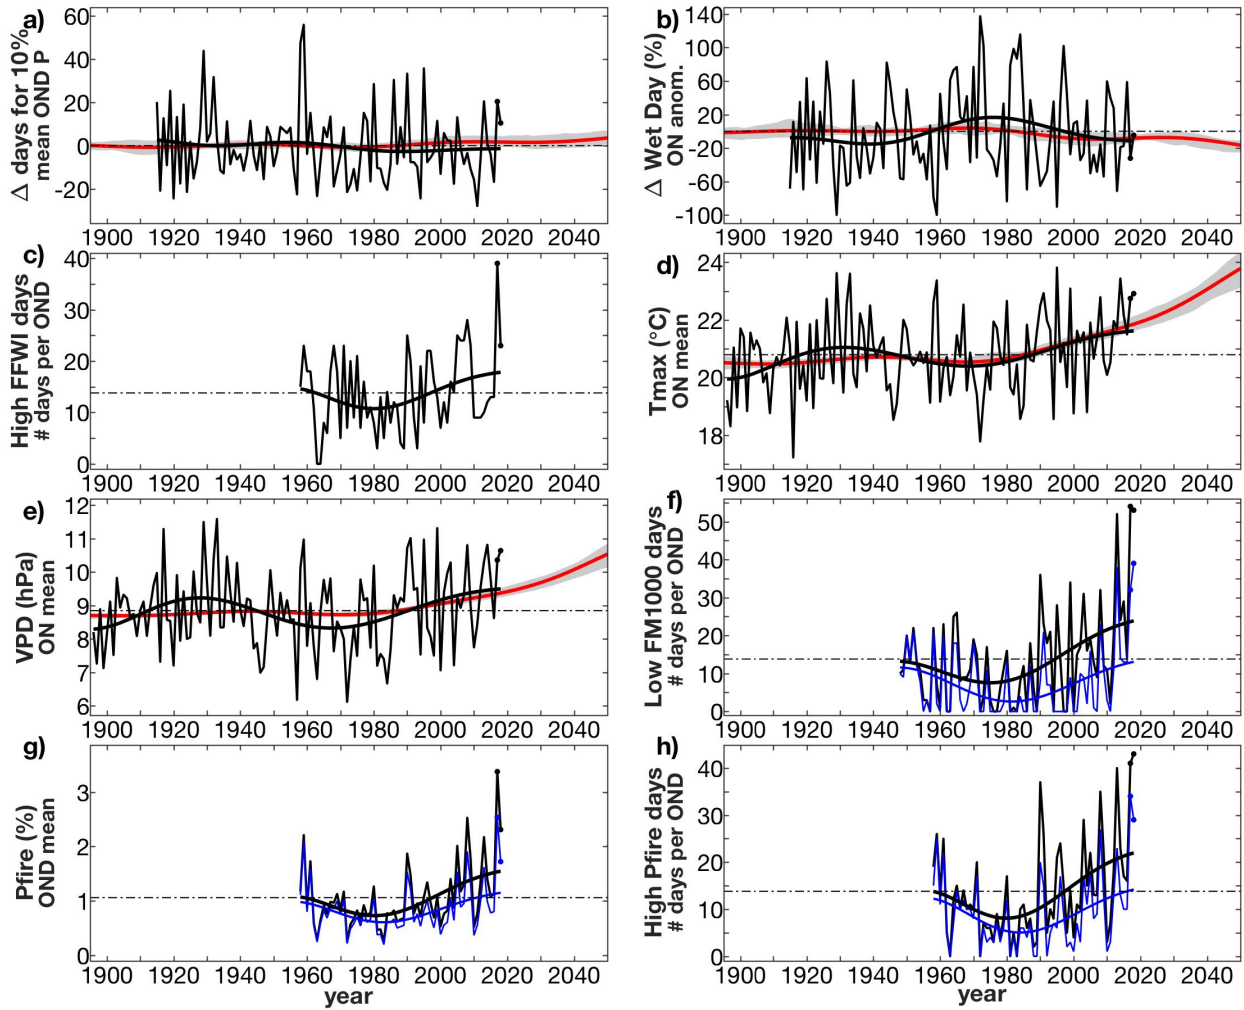 a)
Δ days for 10%
mean OND P
60
40
20
0
-20
1900 1920 1940 1960 1980 2000 2020 2040
b)
Δ Wet Day (%)
ON anom.
140
100
60
20
-20
-60
-100
1900 1920 1940 1960 1980 2000 2020 2040
c)
High FFWI days
# days per OND
40
30
20
10
0
1900 1920 1940 1960 1980 2000 2020 2040
d)
Tmax (°C)
ON mean
24
22
20
18
1900 1920 1940 1960 1980 2000 2020 2040
e)
VPD (hPa)
ON mean
12
11
10
9
8
7
6
1900 1920 1940 1960 1980 2000 2020 2040
f)
Low FM1000 days
# days per OND
50
40
30
20
10
0
1900 1920 1940 1960 1980 2000 2020 2040
g)
Pfire (%)
OND mean
3
2
1
0
1900 1920 1940 1960 1980 2000 2020 2040
year
h)
High Pfire days
# days per OND
40
30
20
10
0
1900 1920 1940 1960 1980 2000 2020 2040
year